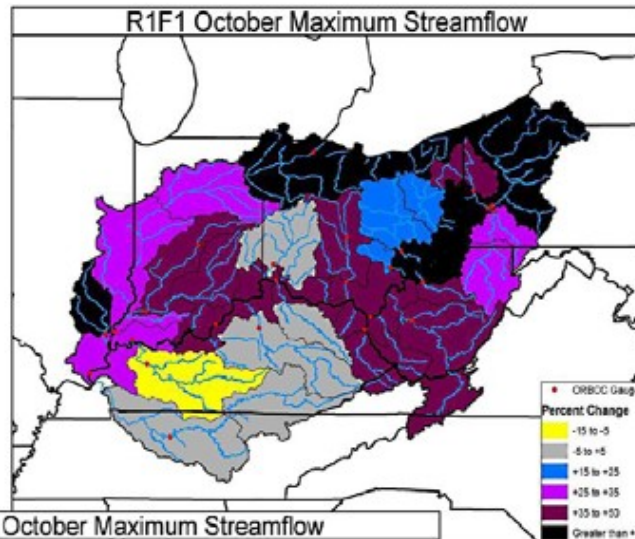 R1F1 October Maximum Streamflow
ORBCC Gaug
Percent Change
-15 to -5
-5 to +5
+15 to +25
+25 to +35
+35 to +50
Greater than +
October Maximum Streamflow